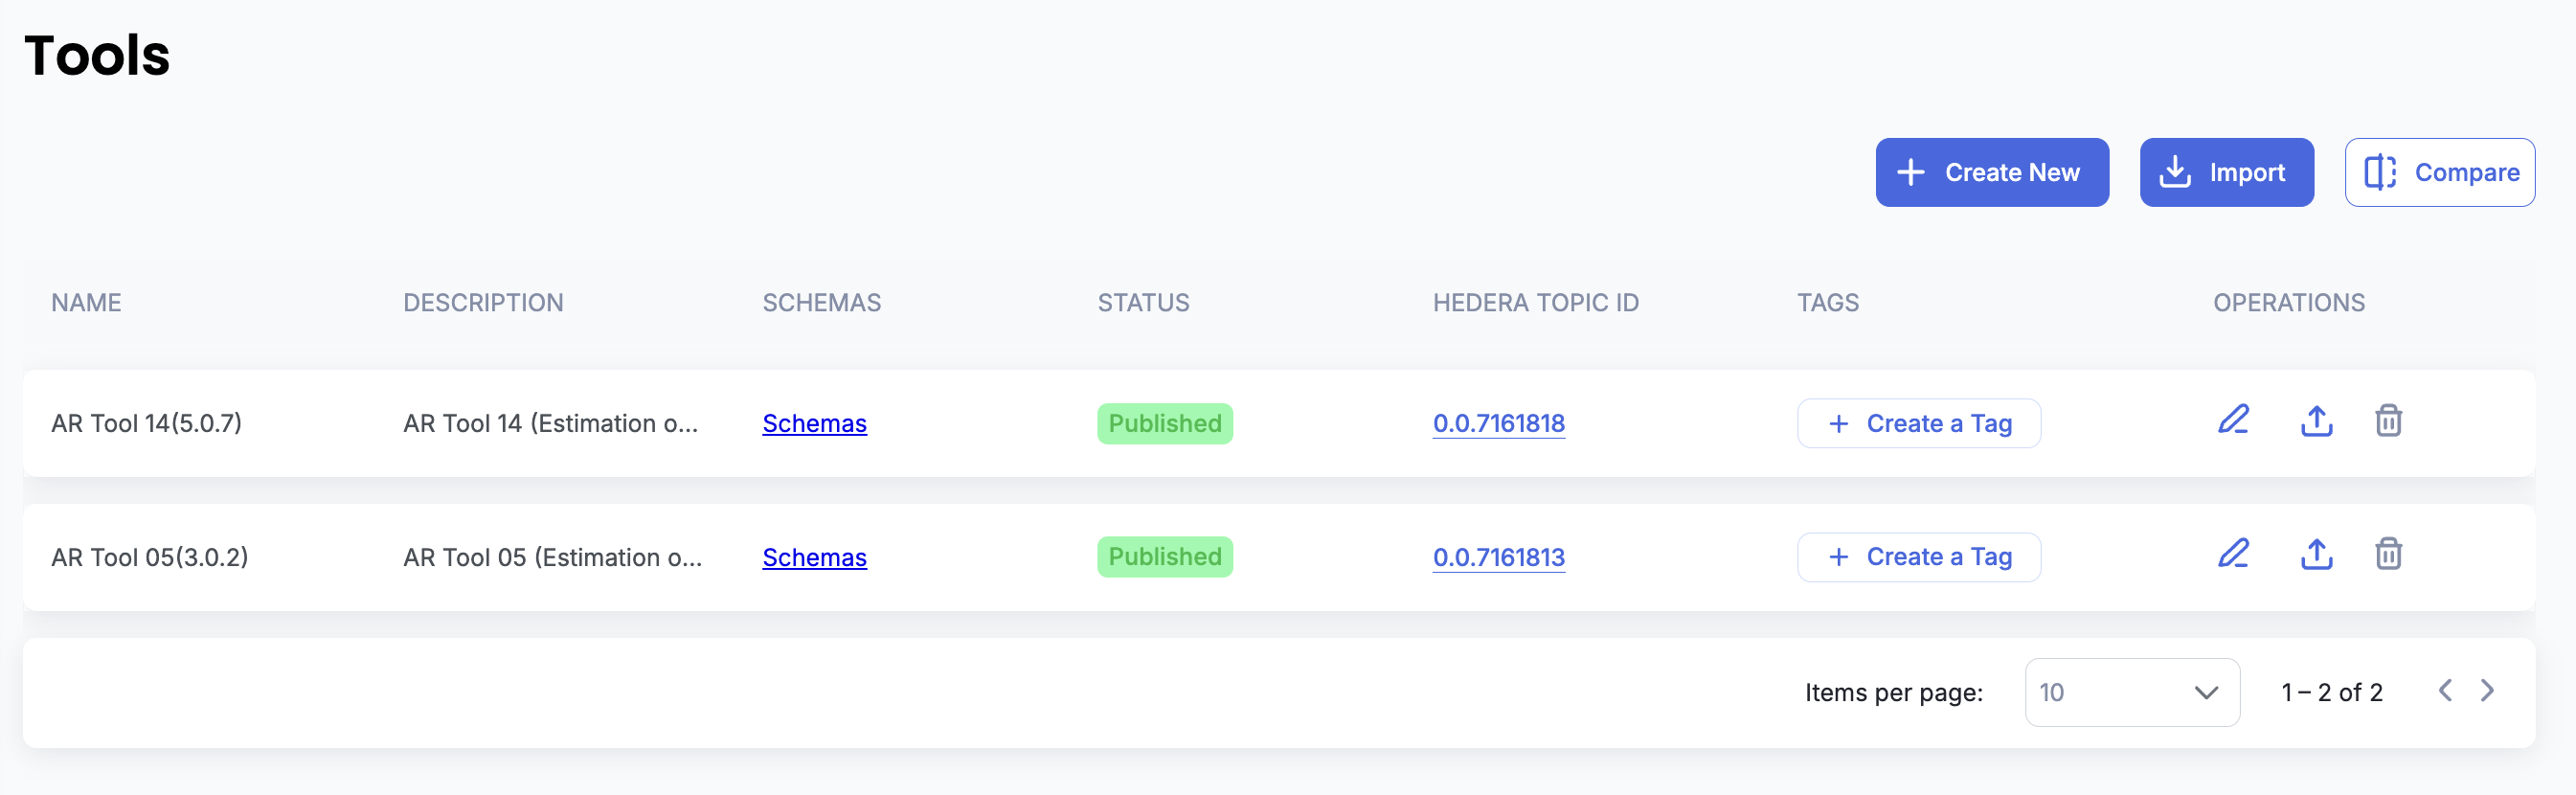 Tools
Create New Import Compare
NAME DESCRIPTION SCHEMAS STATUS HEDERA TOPIC ID TAGS OPERATIONS
AR Tool 14(5.0.7) AR Tool 14 (Estimation o... Schemas Published 0.0.7161818 + Create a Tag
AR Tool 05(3.0.2) AR Tool 05 (Estimation o... Schemas Published 0.0.7161813 + Create a Tag
Items per page: 10 1 – 2 of 2